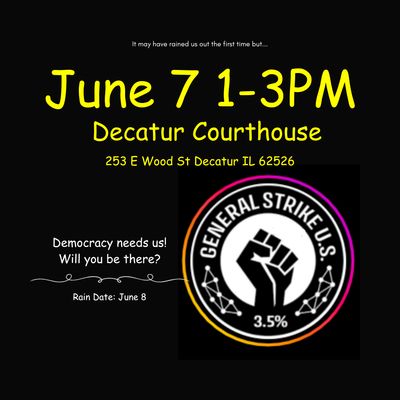 It may have rained us out the first time but...
June 7 1-3PM
Decatur Courthouse
253 E Wood St Decatur IL 62526
GENERAL STRIKE U.S.
Democracy needs us!
Will you be there?
Rain Date: June 8
3.5%